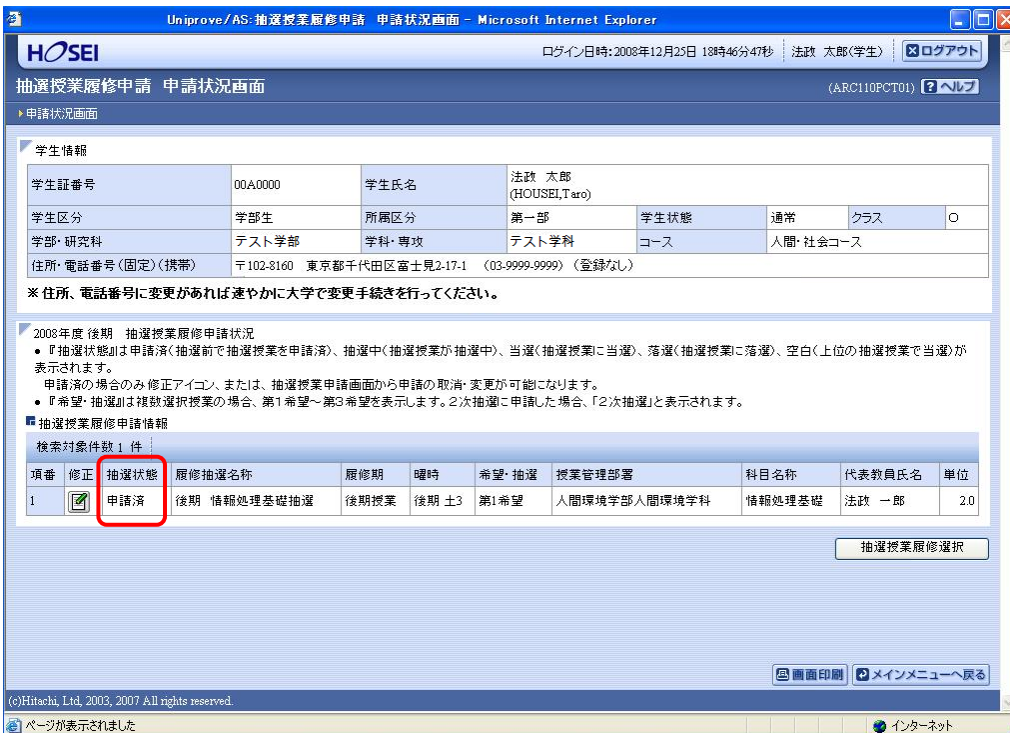 Uniprove/AS:抽選授業履修申請 申請状況画面 - Microsoft Internet Explorer
HOSEI ログイン日時:2008年12月25日 18時46分47秒 法政 太郎(学生) ログアウト
抽選授業履修申請 申請状況画面 (ARC110PCT01) ? ヘルプ
申請状況画面
学生情報
学生証番号 00A0000 学生氏名 法政 太郎
(HOUSEI,Taro)
学生区分 学部生 所属区分 第一部 学生状態 通常 クラス O
学部・研究科 テスト学部 学科・専攻 テスト学科 コース 人間・社会コース
住所・電話番号(固定)(携帯) 〒102-8160 東京都千代田区富士見2-17-1 (03-9999-9999) (登録なし)
※住所、電話番号に変更があれば速やかに大学で変更手続きを行ってください。
2008年度 後期 抽選授業履修申請状況
● 『抽選状態』は申請済(抽選前で抽選授業を申請済)、抽選中(抽選授業が抽選中)、当選(抽選授業に当選)、落選(抽選授業に落選)、空白(上位の抽選授業で当選)が
表示されます。
申請済の場合のみ修正アイコン、または、抽選授業申請画面から申請の取消・変更が可能になります。
● 『希望・抽選』は複数選択授業の場合、第1希望～第3希望を表示します。2次抽選に申請した場合、「2次抽選」と表示されます。
抽選授業履修申請情報
検索対象件数 1 件
項番 修正 抽選状態 履修抽選名称 履修期 曜時 希望・抽選 授業管理部署 科目名称 代表教員氏名 単位
1 申請済 後期 情報処理基礎抽選 後期授業 後期 土3 第1希望 人間環境学部人間環境学科 情報処理基礎 法政 一郎 2.0
抽選授業履修選択
画面印刷 メインメニューへ戻る
(c)Hitachi, Ltd, 2003, 2007 All rights reserved.
ページが表示されました インターネット